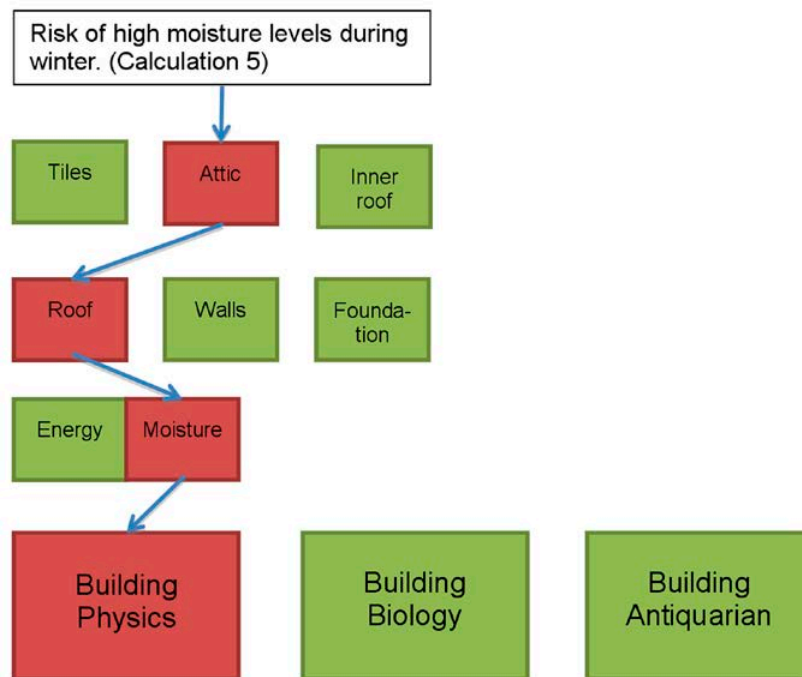 Risk of high moisture levels during
winter. (Calculation 5)
Tiles
Attic
Inner
roof
Roof
Walls
Founda-
tion
Energy
Moisture
Building
Physics
Building
Biology
Building
Antiquarian